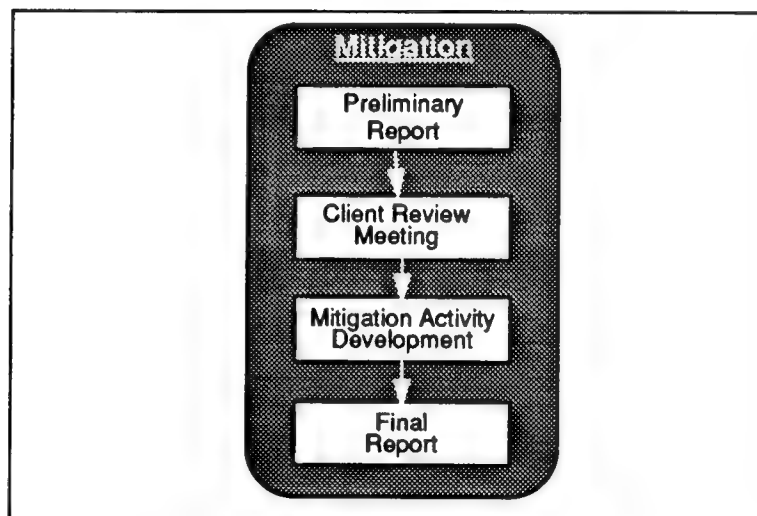 Mitigation
Preliminary
Report
Client Review
Meeting
Mitigation Activity
Development
Final
Report